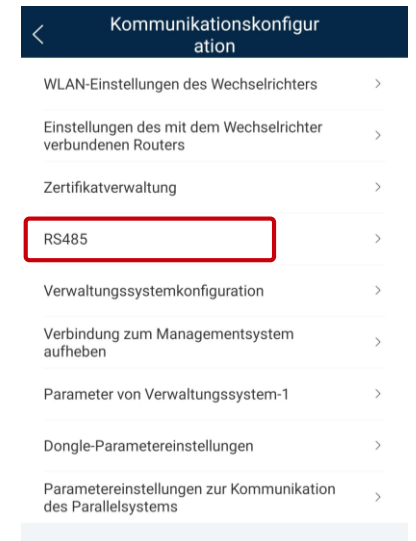 Kommunikationskonfigur
ation
WLAN-Einstellungen des Wechselrichters
Einstellungen des mit dem Wechselrichter
verbundenen Routers
Zertifikatverwaltung
RS485
Verwaltungssystemkonfiguration
Verbindung zum Managementsystem
aufheben
Parameter von Verwaltungssystem-1
Dongle-Parametereinstellungen
Parametereinstellungen zur Kommunikation
des Parallelsystems